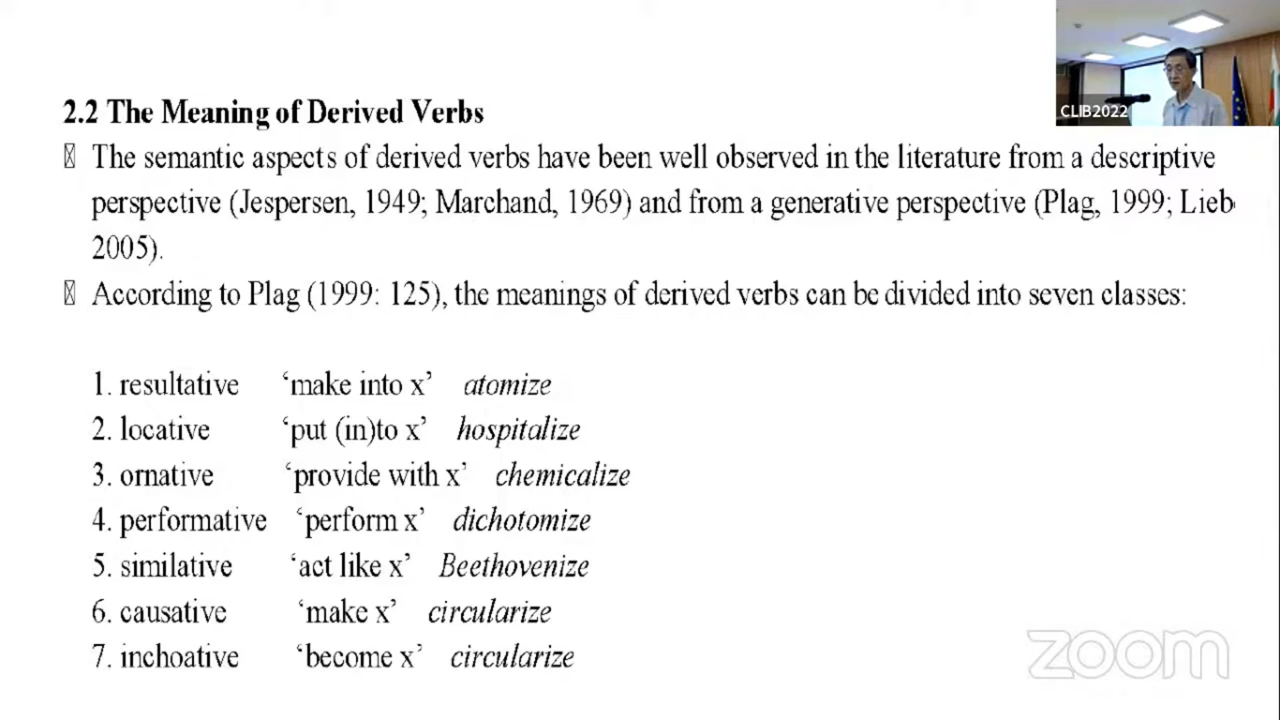 CLIB2022
2.2 The Meaning of Derived Verbs
The semantic aspects of derived verbs have been well observed in the literature from a descriptive
perspective (Jespersen, 1949; Marchand, 1969) and from a generative perspective (Plag, 1999; Lieb
2005).
According to Plag (1999: 125), the meanings of derived verbs can be divided into seven classes:
1. resultative ‘make into x’ atomize
2. locative ‘put (in)to x’ hospitalize
3. ornative ‘provide with x’ chemicalize
4. performative ‘perform x’ dichotomize
5. similative ‘act like x’ Beethovenize
6. causative ‘make x’ circularize
7. inchoative ‘become x’ circularize
zoom